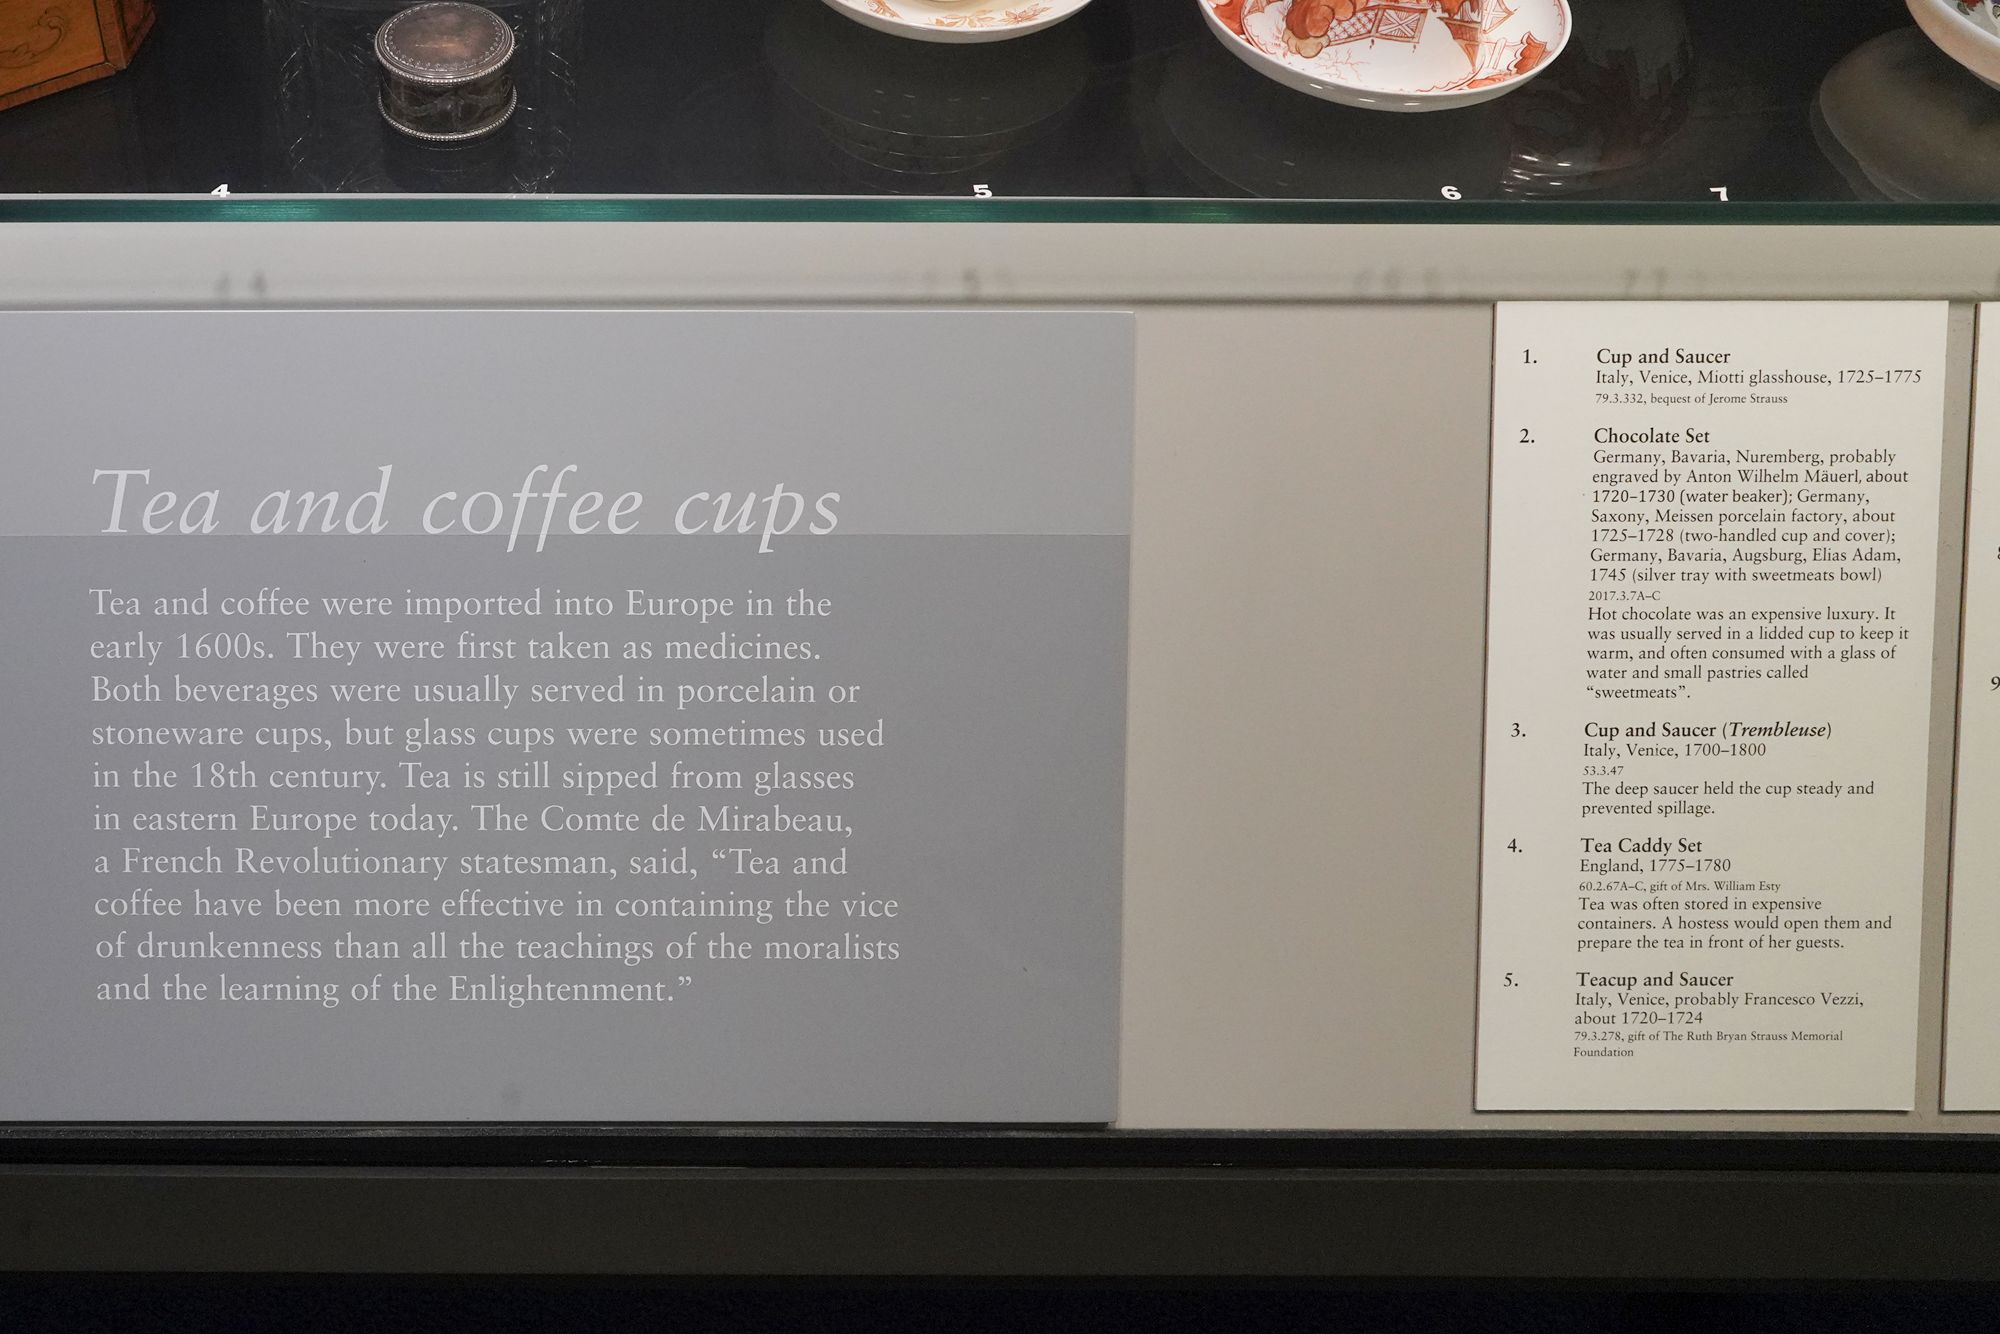 4
5
6
7
Tea and coffee cups
Tea and coffee were imported into Europe in the
early 1600s. They were first taken as medicines.
Both beverages were usually served in porcelain or
stoneware cups, but glass cups were sometimes used
in the 18th century. Tea is still sipped from glasses
in eastern Europe today. The Comte de Mirabeau,
a French Revolutionary statesman, said, “Tea and
coffee have been more effective in containing the vice
of drunkenness than all the teachings of the moralists
and the learning of the Enlightenment.”
1. Cup and Saucer
Italy, Venice, Miotti glasshouse, 1725–1775
79.3.332, bequest of Jerome Strauss
2. Chocolate Set
Germany, Bavaria, Nuremberg, probably
engraved by Anton Wilhelm Mäuerl, about
1720–1730 (water beaker); Germany,
Saxony, Meissen porcelain factory, about
1725–1728 (two-handled cup and cover);
Germany, Bavaria, Augsburg, Elias Adam,
1745 (silver tray with sweetmeats bowl)
2017.3.7A–C
Hot chocolate was an expensive luxury. It
was usually served in a lidded cup to keep it
warm, and often consumed with a glass of
water and small pastries called
“sweetmeats”.
3. Cup and Saucer (Trembleuse)
Italy, Venice, 1700–1800
53.3.47
The deep saucer held the cup steady and
prevented spillage.
4. Tea Caddy Set
England, 1775–1780
60.2.67A–C, gift of Mrs. William Esty
Tea was often stored in expensive
containers. A hostess would open them and
prepare the tea in front of her guests.
5. Teacup and Saucer
Italy, Venice, probably Francesco Vezzi,
about 1720–1724
79.3.278, gift of The Ruth Bryan Strauss Memorial
Foundation
9